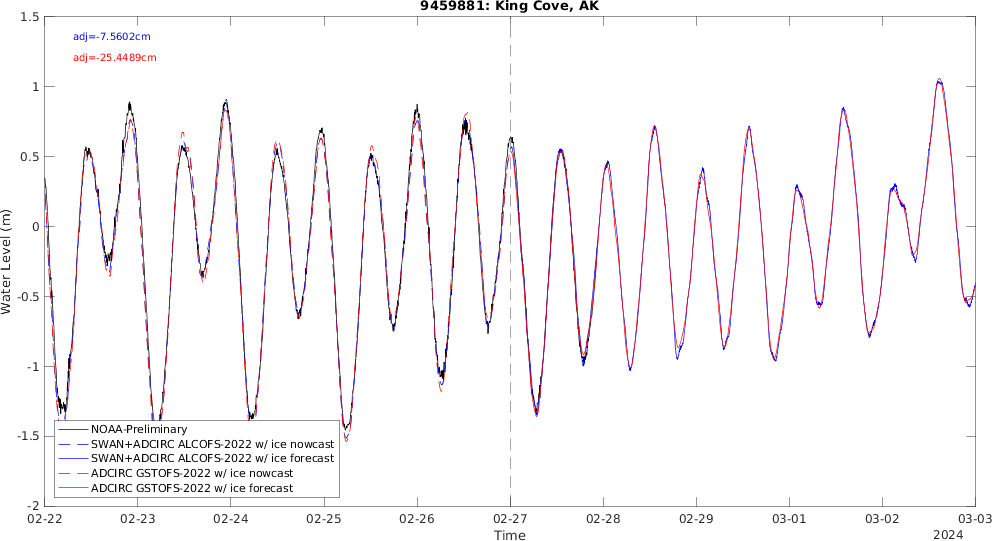 9459881: King Cove, AK
adj=-7.5602cm
adj=-25.4489cm
Water Level (m)
1.5
1
0.5
0
-0.5
-1
-1.5
-2
NOAA-Preliminary
SWAN+ADCIRC ALCOFS-2022 w/ ice nowcast
SWAN+ADCIRC ALCOFS-2022 w/ ice forecast
ADCIRC GSTOFS-2022 w/ ice nowcast
ADCIRC GSTOFS-2022 w/ ice forecast
02-22 02-23 02-24 02-25 02-26 02-27 02-28 02-29 03-01 03-02 03-03
Time
2024